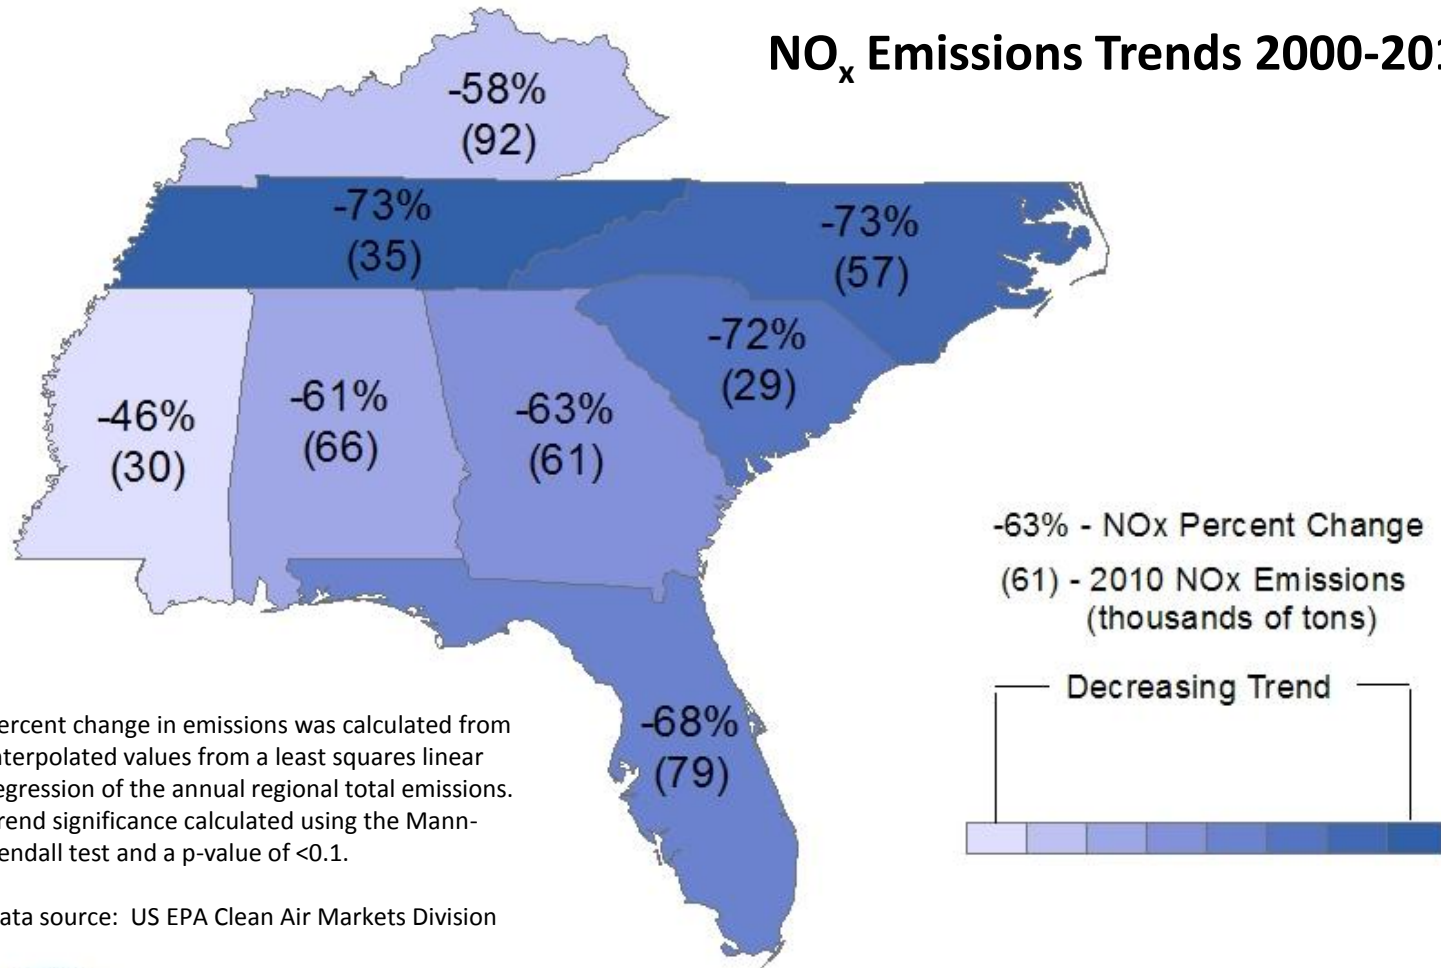 NOx Emissions Trends 2000-201
-58%
(92)
-73%
(35)
-73%
(57)
-72%
(29)
-46%
(30)
-61%
(66)
-63%
(61)
-68%
(79)
-63% - NOx Percent Change
(61) - 2010 NOx Emissions
(thousands of tons)
Decreasing Trend
ercent change in emissions was calculated from
nterpolated values from a least squares linear
egression of the annual regional total emissions.
rend significance calculated using the Mann-
endall test and a p-value of <0.1.
ata source: US EPA Clean Air Markets Division